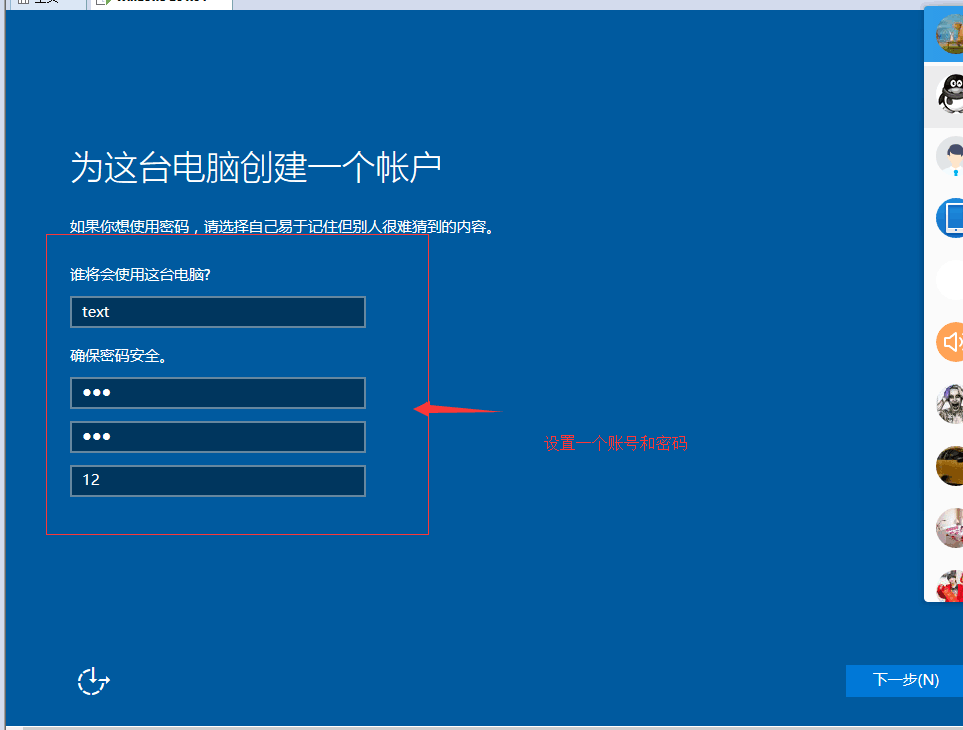 为这台电脑创建一个帐户
如果你想使用密码，请选择自己易于记住但别人很难猜到的内容。
谁将会使用这台电脑?
text
确保密码安全。
●●●
●●●
12
设置一个账号和密码
下一步(N)